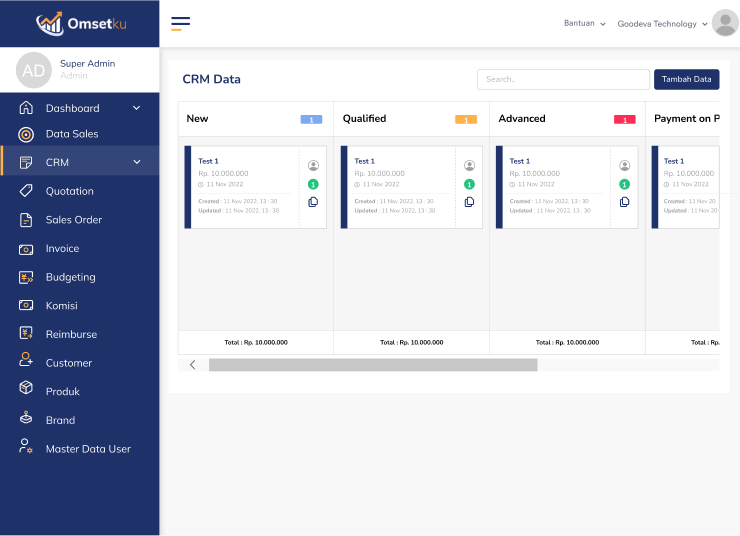 Omsetku
Bantuan
Goodeva Technology
AD
Super Admin
Admin
Dashboard
Data Sales
CRM
Quotation
Sales Order
Invoice
Budgeting
Komisi
Reimburse
Customer
Produk
Brand
Master Data User
CRM Data
Search..
Tambah Data
New
1
Qualified
1
Advanced
1
Payment on P
Test 1
Rp. 10.000.000
11 Nov 2022
1
Created : 11 Nov 2022, 13 : 30
Updated : 11 Nov 2022, 13 : 30
Test 1
Rp. 10.000.000
11 Nov 2022
1
Created : 11 Nov 2022, 13 : 30
Updated : 11 Nov 2022, 13 : 30
Test 1
Rp. 10.000.000
11 Nov 2022
1
Created : 11 Nov 2022, 13 : 30
Updated : 11 Nov 2022, 13 : 30
Test 1
Rp. 10.000.000
11 Nov 2022
Created : 11 Nov 20
Updated : 11 Nov 20
Total : Rp. 10.000.000
Total : Rp. 10.000.000
Total : Rp. 10.000.000
Total : Rp.